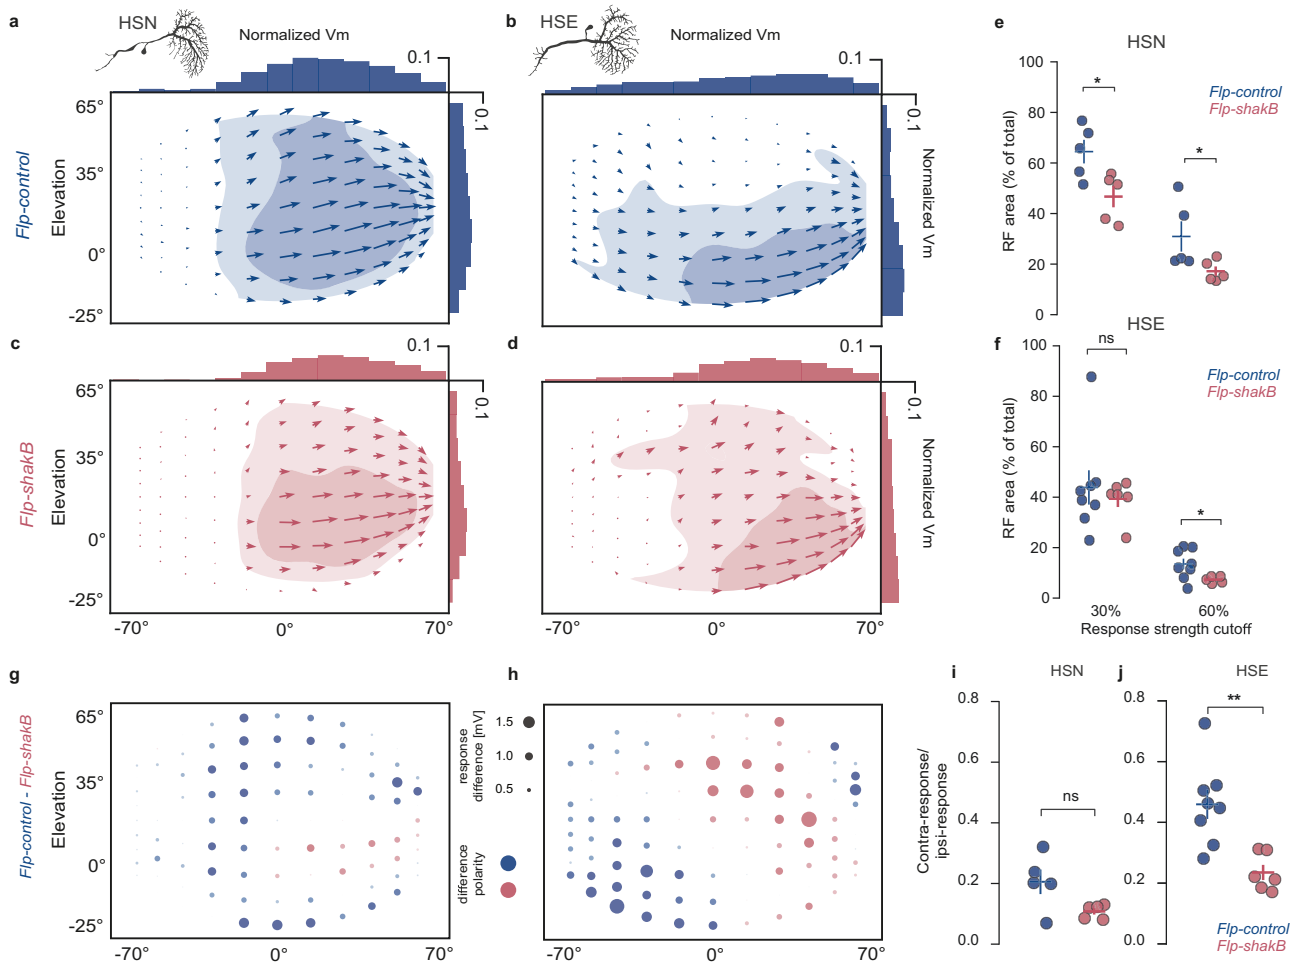 a
HSN
Normalized Vm
0.1
b
HSE
Normalized Vm
0.1
65°
35°
0°
-25°
Elevation
Flp-control
0.1
0.1
Normalized Vm
c
0.1
d
0.1
65°
35°
0°
-25°
Elevation
Flp-shakB
0.1
0.1
Normalized Vm
-70°
0°
70°
-70°
0°
70°
e
HSN
100
80
60
40
20
0
RF area (% of total)
*
*
Flp-control
Flp-shakB
f
HSE
100
80
60
40
20
0
RF area (% of total)
ns
*
Flp-control
Flp-shakB
30%
60%
Response strength cutoff
g
65°
35°
0°
-25°
Elevation
Flp-control - Flp-shakB
-70°
0°
70°
h
response
difference [mV]
1.5
1.0
0.5
difference
polarity
-70°
0°
70°
i
HSN
0.8
0.6
0.4
0.2
0.0
Contra-response/
ipsi-response
ns
j
HSE
0.8
0.6
0.4
0.2
0.0
**
Flp-control
Flp-shakB